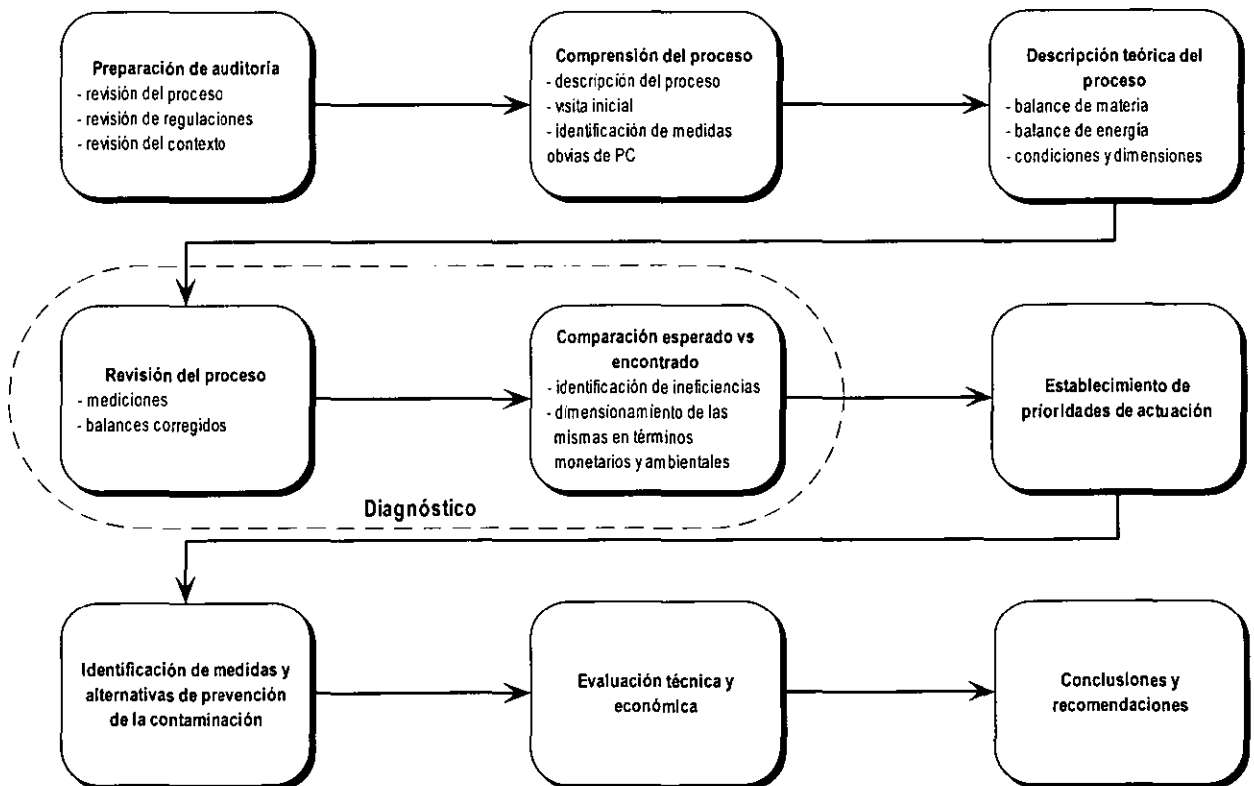 Preparación de auditoría
- revisión del proceso
- revisión de regulaciones
- revisión del contexto
Comprensión del proceso
- descripción del proceso
- visita inicial
- identificación de medidas
obvias de PC
Descripción teórica del
proceso
- balance de materia
- balance de energía
- condiciones y dimensiones
Revisión del proceso
- mediciones
- balances corregidos
Comparación esperado vs
encontrado
- identificación de ineficiencias
- dimensionamiento de las
mismas en términos
monetarios y ambientales
Diagnóstico
Establecimiento de
prioridades de actuación
Identificación de medidas y
alternativas de prevención
de la contaminación
Evaluación técnica y
económica
Conclusiones y
recomendaciones